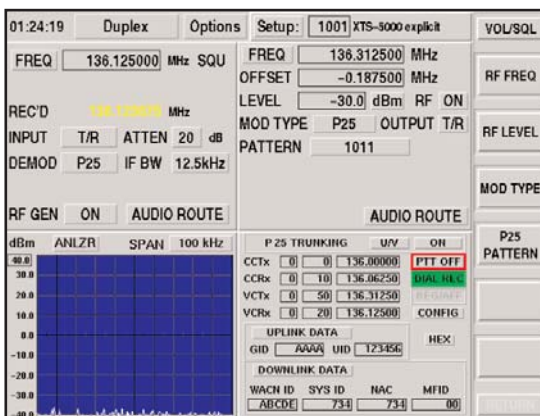 01:24:19 Duplex Options Setup: 1001 XTS-5000 explicit
FREQ 136.125000 MHz SQU
REC'D MHz
INPUT T/R ATTEN 20 dB
DEMOD P25 IF BW 12.5kHz
RF GEN ON AUDIO ROUTE
FREQ 136.312500 MHz
OFFSET -0.187500 MHz
LEVEL -30.0 dBm RF ON
MOD TYPE P25 OUTPUT T/R
PATTERN 1011
AUDIO ROUTE
dBm ANLZR SPAN 100 kHz
40.0
30.0
20.0
10.0
0.0
-10.0
-20.0
-30.0
-40.0
P 25 TRUNKING U/V ON
CCTx 0 0 136.00000 PTT OFF
CCRx 0 10 136.06250 DIAL REC
VCTx 0 50 136.31250
VCRx 0 20 136.12500 CONFIG
UPLINK DATA HEX
GID AAAA UID 123456
DOWNLINK DATA
WACN ID SYS ID NAC MFID
ABCDE 734 734 00
VOL/SQL
RF FREQ
RF LEVEL
MOD TYPE
P25
PATTERN
RETURN